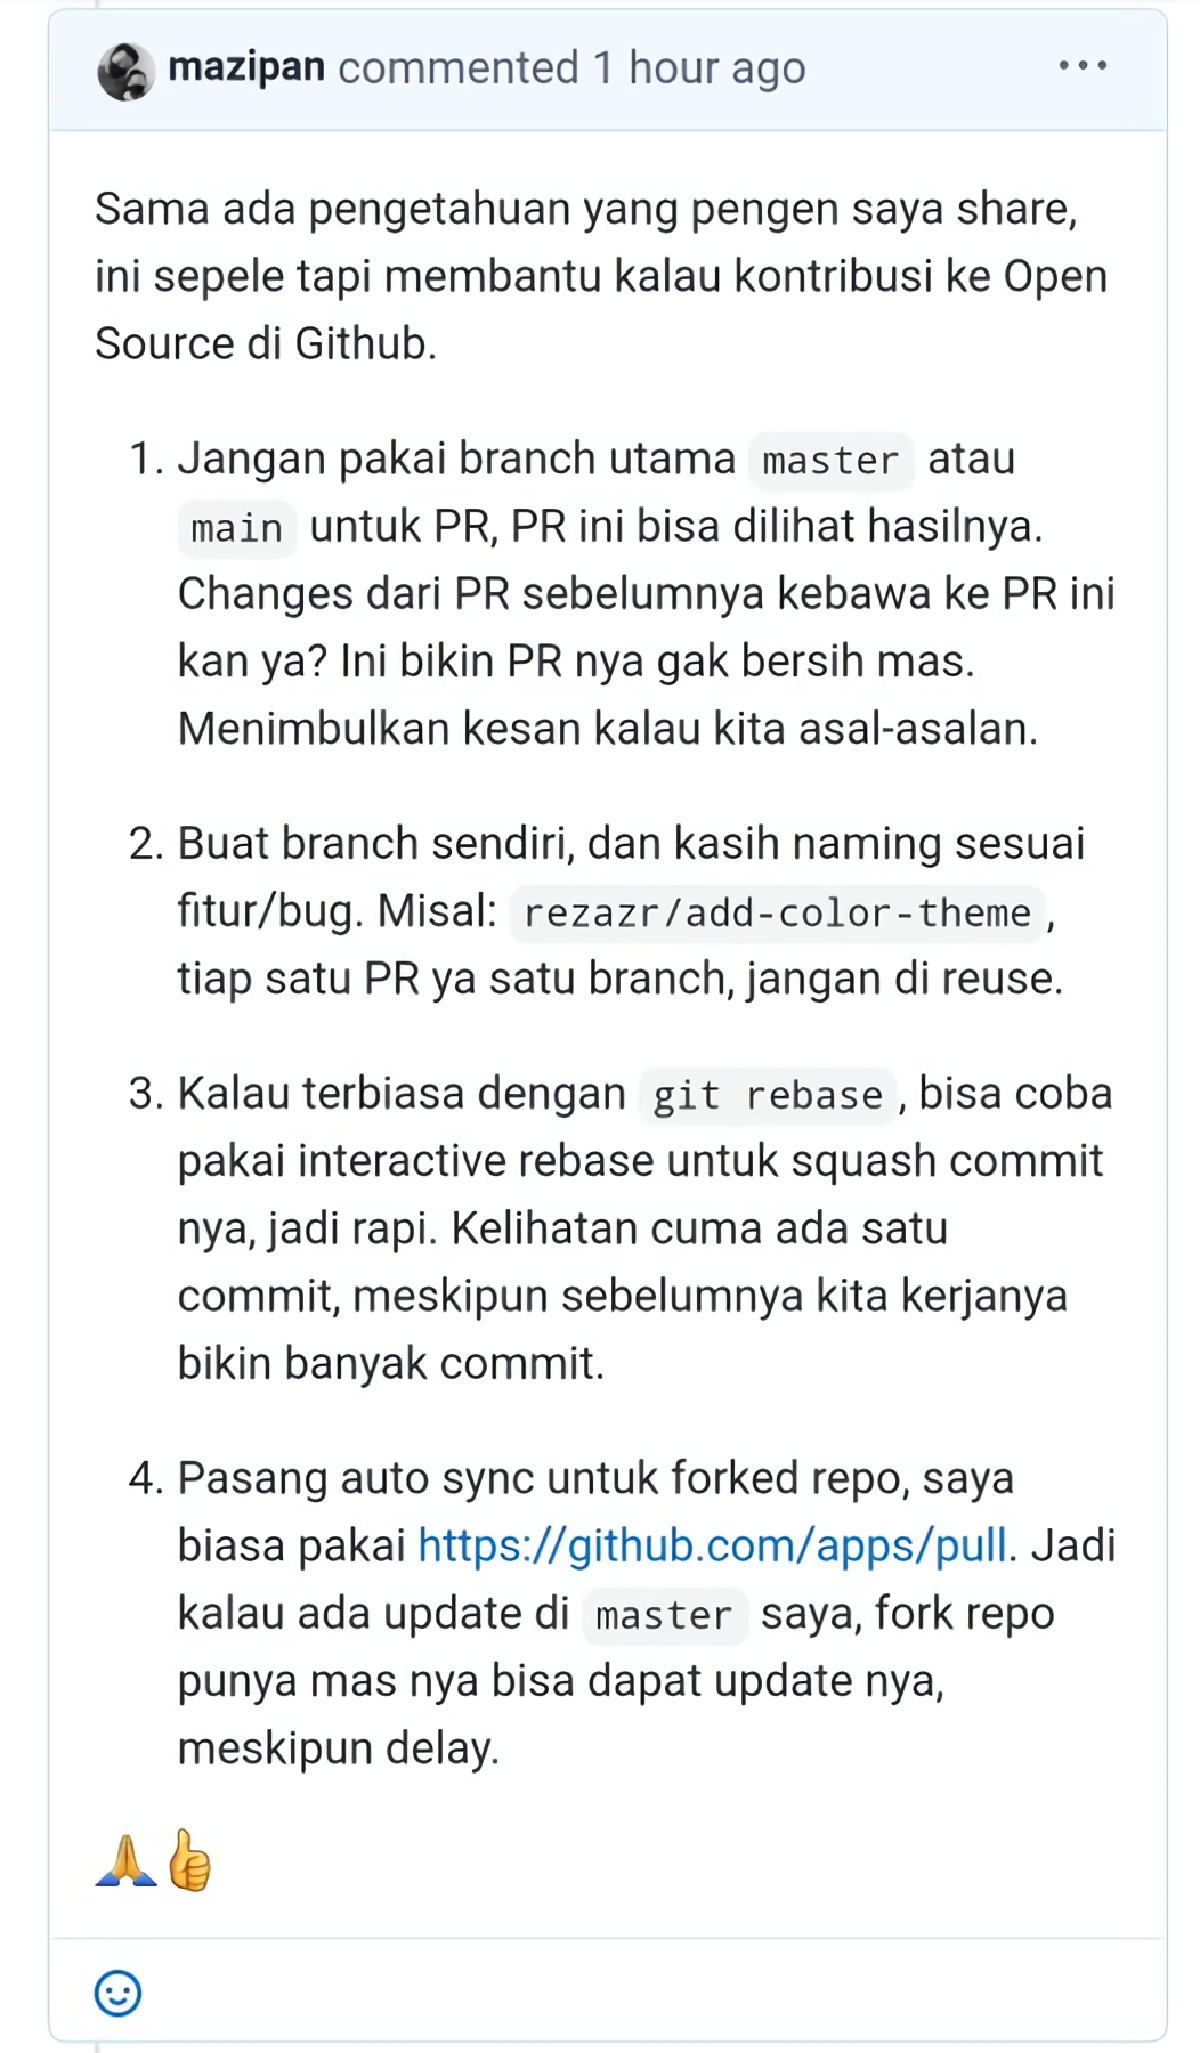 mazipan commented 1 hour ago
Sama ada pengetahuan yang pengen saya share,
ini sepele tapi membantu kalau kontribusi ke Open
Source di Github.
1. Jangan pakai branch utama master atau
main untuk PR, PR ini bisa dilihat hasilnya.
Changes dari PR sebelumnya kebawa ke PR ini
kan ya? Ini bikin PR nya gak bersih mas.
Menimbulkan kesan kalau kita asal-asalan.
2. Buat branch sendiri, dan kasih naming sesuai
fitur/bug. Misal: rezazr/add-color-theme,
tiap satu PR ya satu branch, jangan di reuse.
3. Kalau terbiasa dengan git rebase, bisa coba
pakai interactive rebase untuk squash commit
nya, jadi rapi. Kelihatan cuma ada satu
commit, meskipun sebelumnya kita kerjanya
bikin banyak commit.
4. Pasang auto sync untuk forked repo, saya
biasa pakai https://github.com/apps/pull. Jadi
kalau ada update di master saya, fork repo
punya mas nya bisa dapat update nya,
meskipun delay.
🙏👍